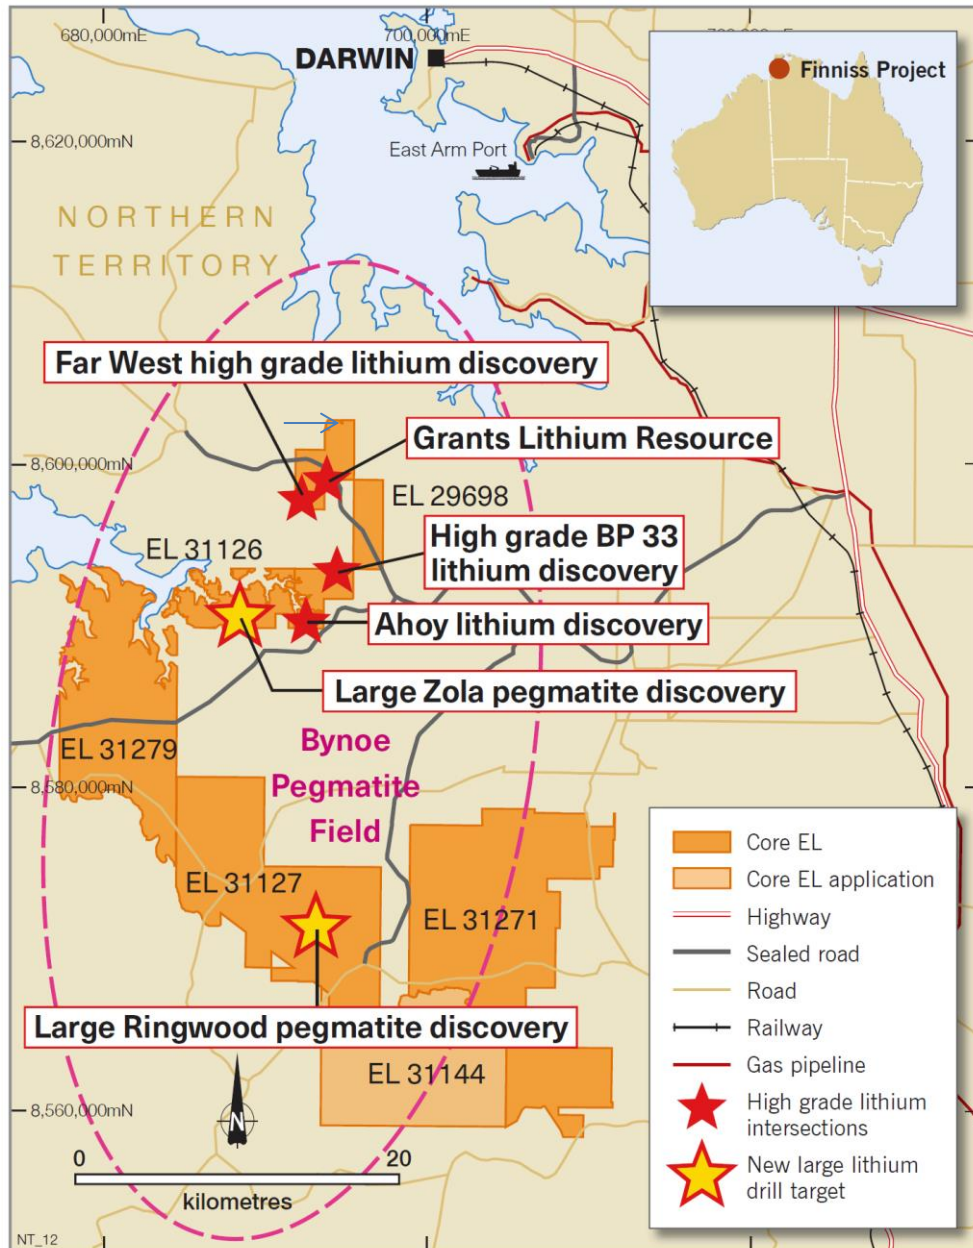 680,000mE
700,000mE
DARWIN
Finniss Project
8,620,000mN
East Arm Port
NORTHERN
TERRITORY
Far West high grade lithium discovery
Grants Lithium Resource
8,600,000mN
EL 29698
High grade BP 33
lithium discovery
EL 31126
Ahoy lithium discovery
Large Zola pegmatite discovery
EL 31279
Bynoe
Pegmatite
Field
8,580,000mN
EL 31127
EL 31271
Large Ringwood pegmatite discovery
EL 31144
8,560,000mN
N
0 20
kilometres
NT_12
Core EL
Core EL application
Highway
Sealed road
Road
Railway
Gas pipeline
High grade lithium
intersections
New large lithium
drill target